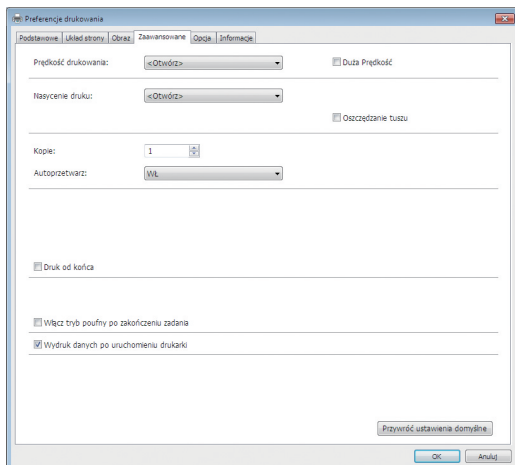 Preferencje drukowania
Podstawowe Układ strony Obraz Zaawansowane Opcja Informacje
Prędkość drukowania: <Otwórz> Duża Prędkość
Nasycenie druku: <Otwórz>
Oszczędzanie tuszu
Kopie: 1
Autoprzetwarz: WŁ
Druk od końca
Włącz tryb poufny po zakończeniu zadania
Wydruk danych po uruchomieniu drukarki
Przywróć ustawienia domyślne
OK Anuluj